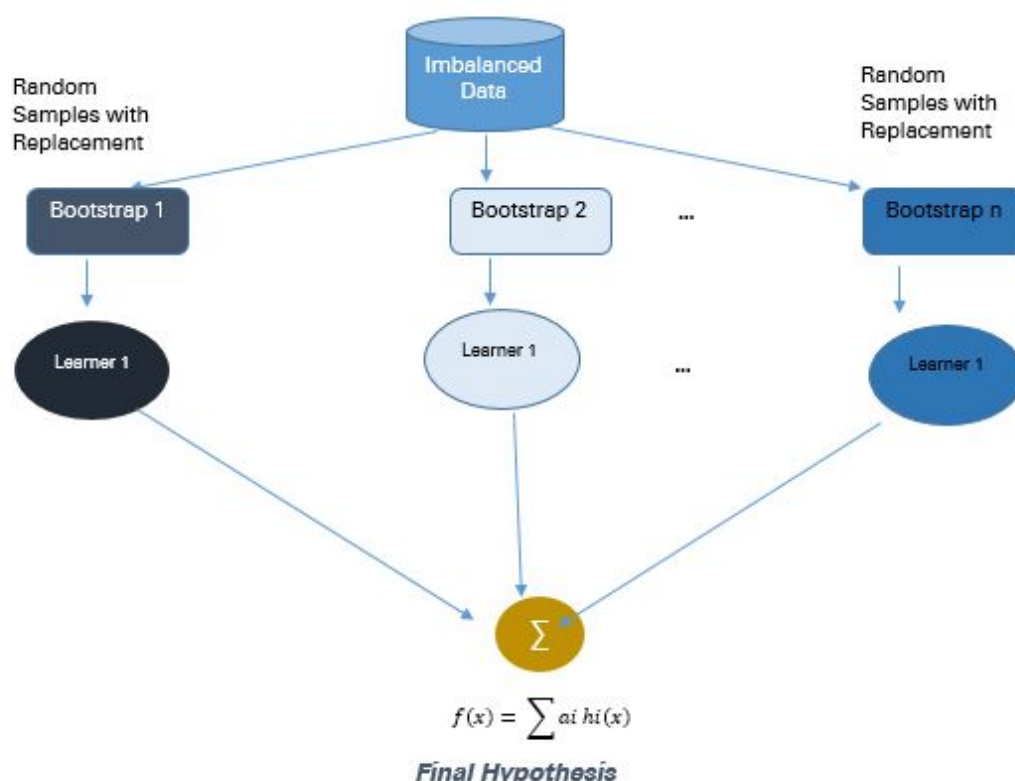 Imbalanced
Data
Random
Samples with
Replacement
Random
Samples with
Replacement
Bootstrap 1
Bootstrap 2
...
Bootstrap n
Learner 1
Learner 1
...
Learner 1
∑
f(x) = ∑ ai hi(x)
Final Hypothesis